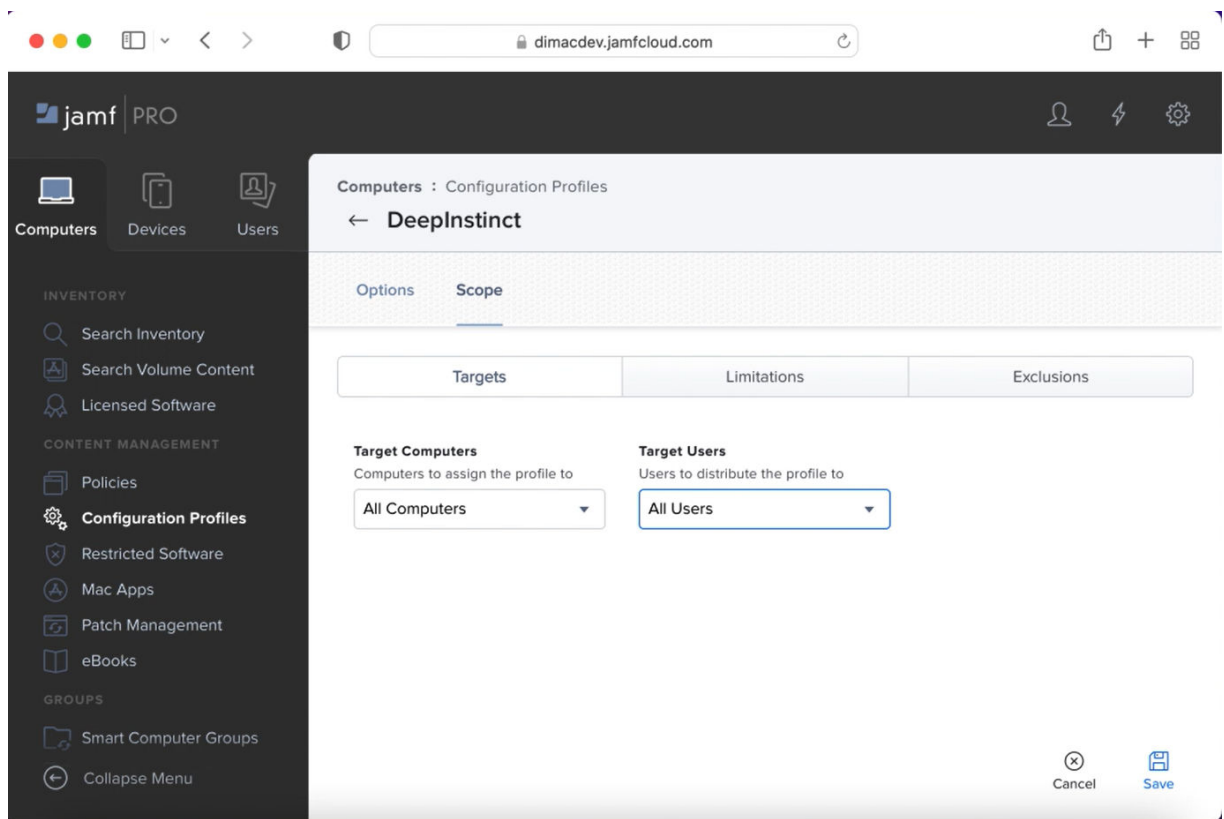 dimacdev.jamfcloud.com
jamf PRO
Computers
Devices
Users
INVENTORY
Search Inventory
Search Volume Content
Licensed Software
CONTENT MANAGEMENT
Policies
Configuration Profiles
Restricted Software
Mac Apps
Patch Management
eBooks
GROUPS
Smart Computer Groups
Collapse Menu
Computers : Configuration Profiles
← DeepInstinct
Options
Scope
Targets
Limitations
Exclusions
Target Computers
Computers to assign the profile to
All Computers
Target Users
Users to distribute the profile to
All Users
Cancel
Save